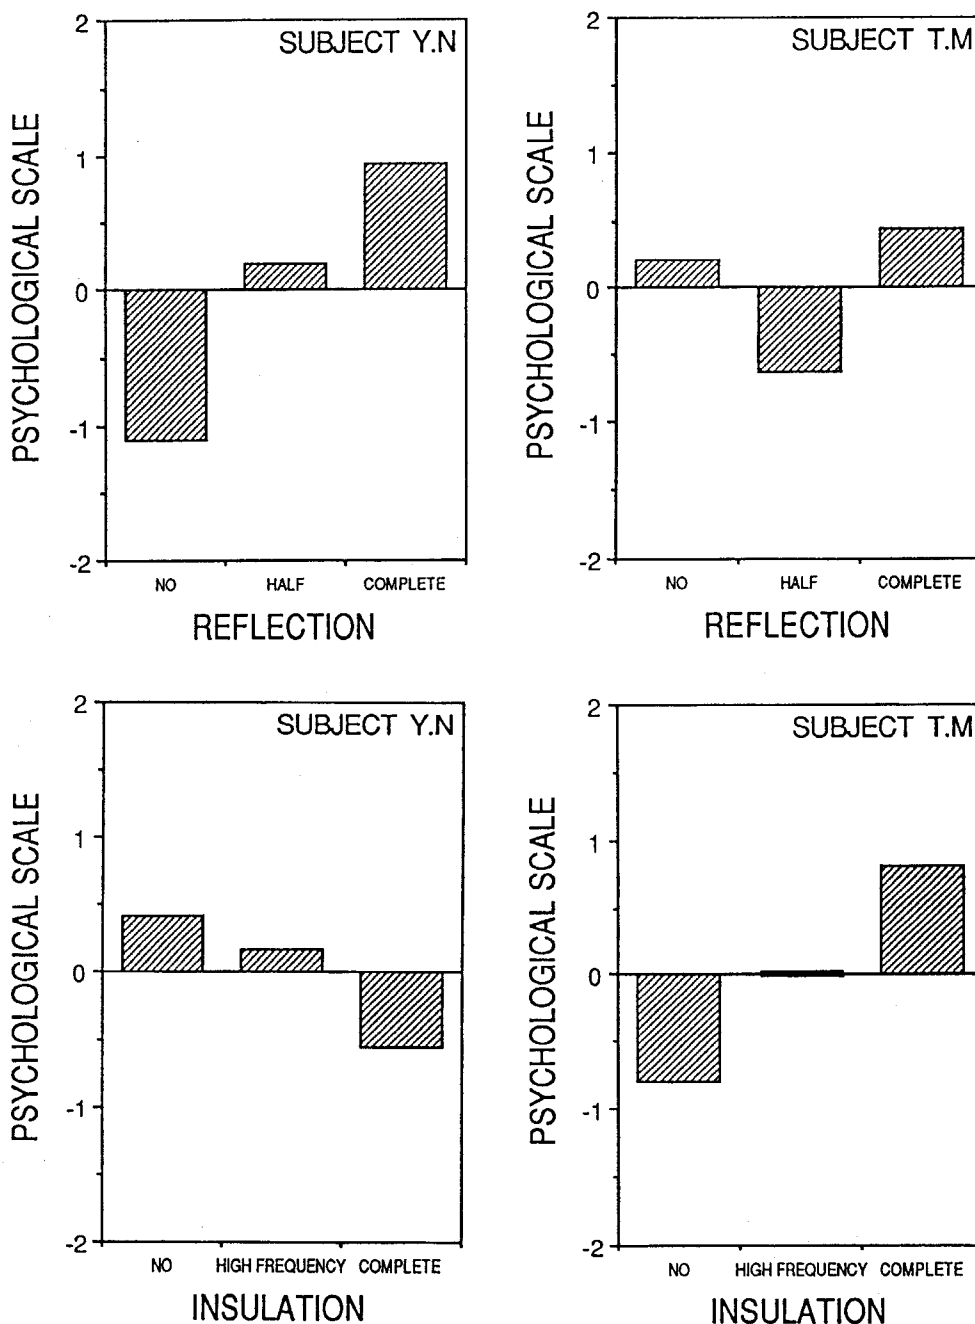 SUBJECT Y.N
PSYCHOLOGICAL SCALE
2
1
0
-1
-2
NO HALF COMPLETE
REFLECTION
SUBJECT T.M
PSYCHOLOGICAL SCALE
2
1
0
-1
-2
NO HALF COMPLETE
REFLECTION
SUBJECT Y.N
PSYCHOLOGICAL SCALE
2
1
0
-1
-2
NO HIGH FREQUENCY COMPLETE
INSULATION
SUBJECT T.M
PSYCHOLOGICAL SCALE
2
1
0
-1
-2
NO HIGH FREQUENCY COMPLETE
INSULATION